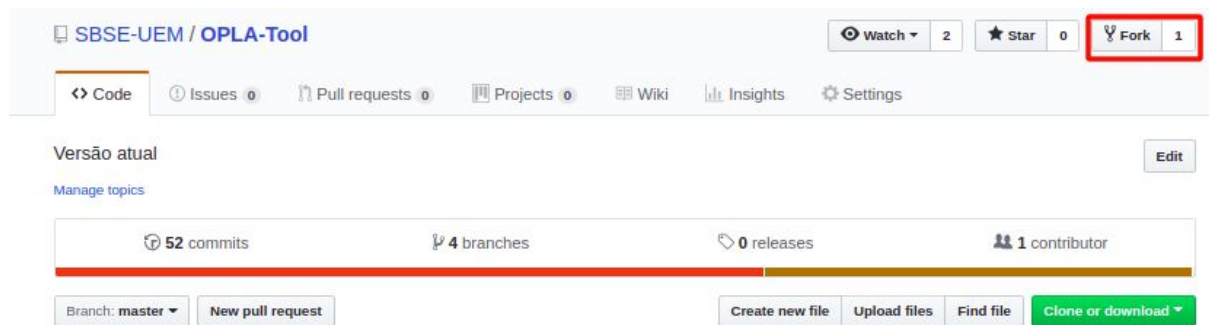 SBSE-UEM / OPLA-Tool Watch 2 Star 0 Fork 1
Code Issues 0 Pull requests 0 Projects 0 Wiki Insights Settings
Versão atual Edit
Manage topics
52 commits 4 branches 0 releases 1 contributor
Branch: master New pull request Create new file Upload files Find file Clone or download